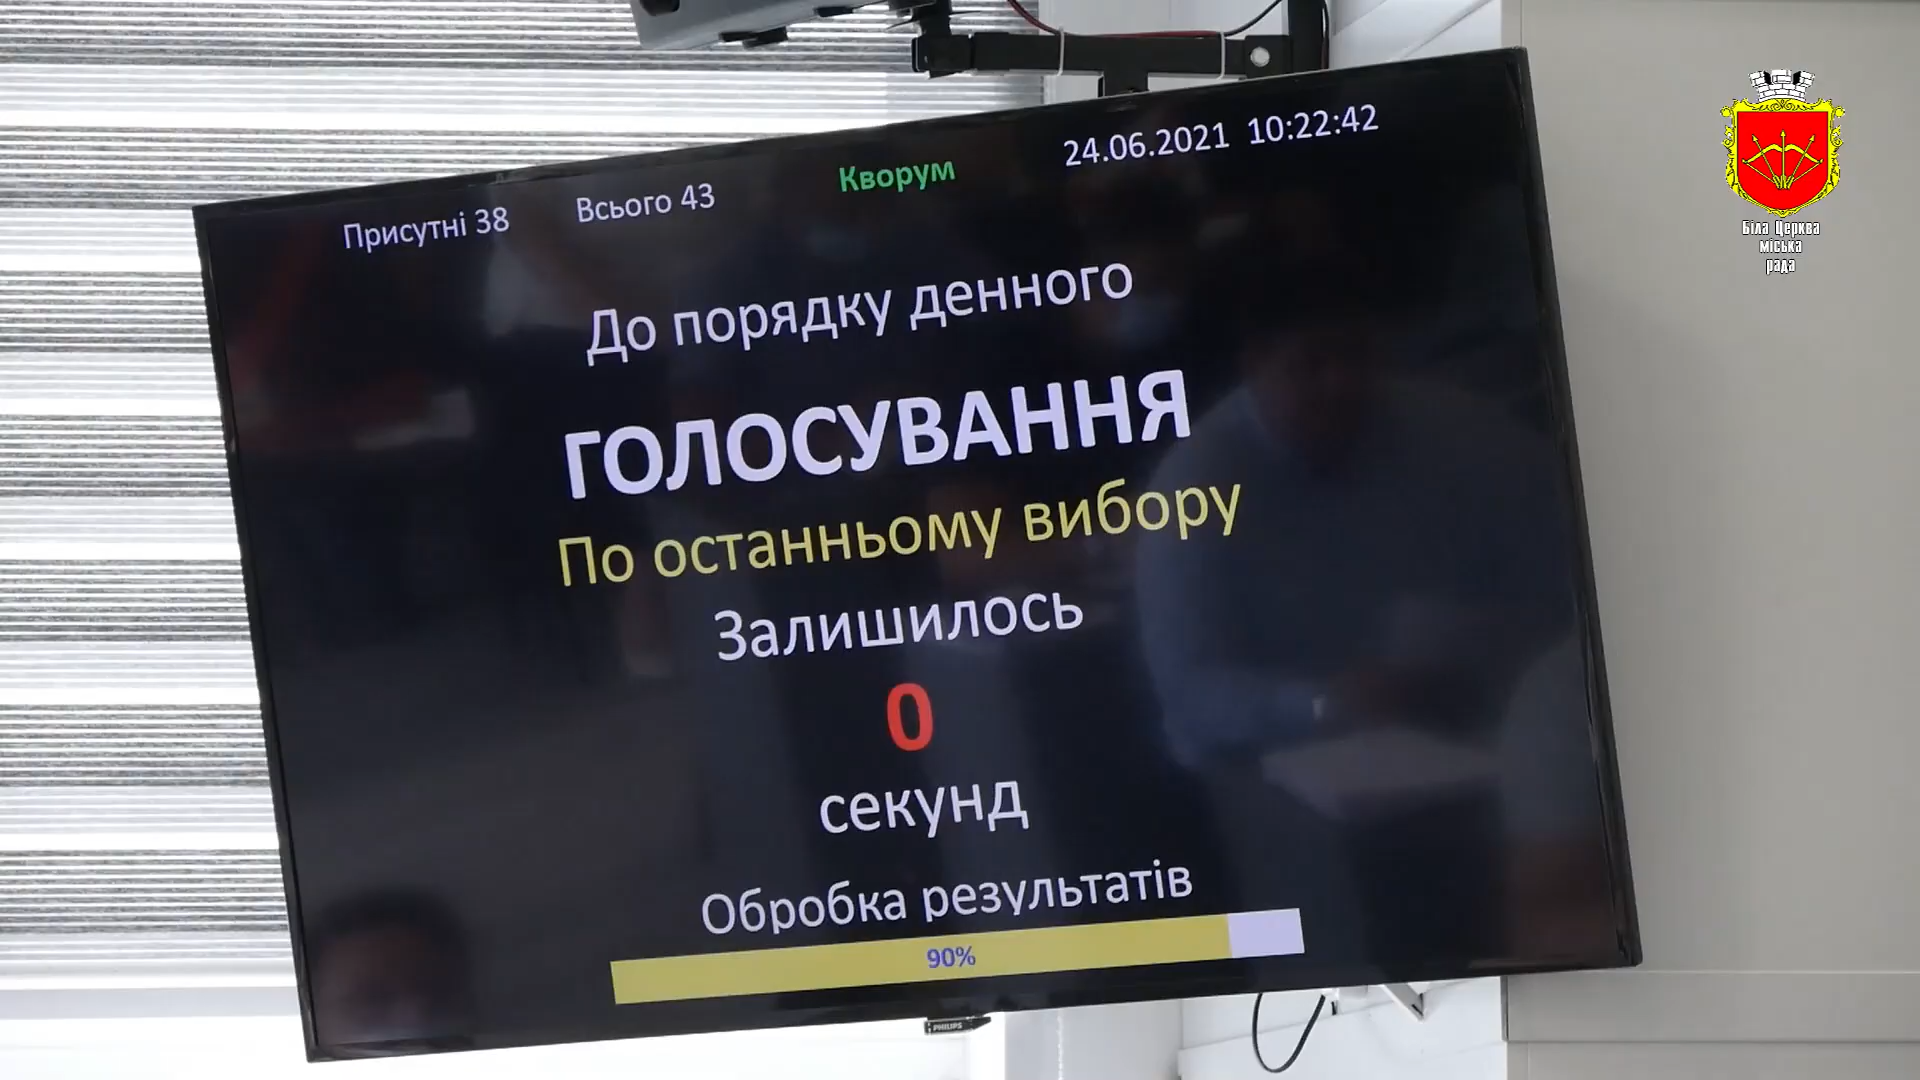 Присутні 38 Всього 43 Кворум 24.06.2021 10:22:42
До порядку денного
ГОЛОСУВАННЯ
По останньому вибору
Залишилось
0
секунд
Обробка результатів
90%
PHILIPS
Біла Церква
міська
рада